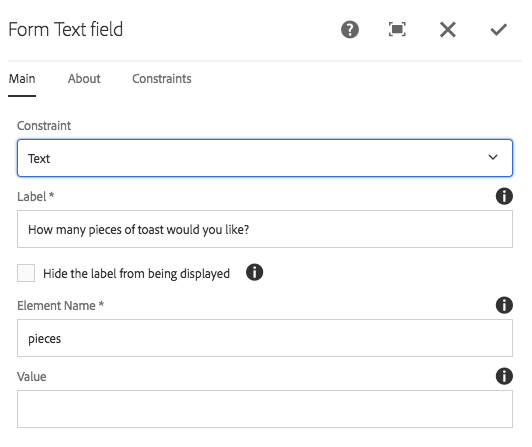 Form Text field
Main About Constraints
Constraint
Text
Label *
How many pieces of toast would you like?
Hide the label from being displayed
Element Name *
pieces
Value